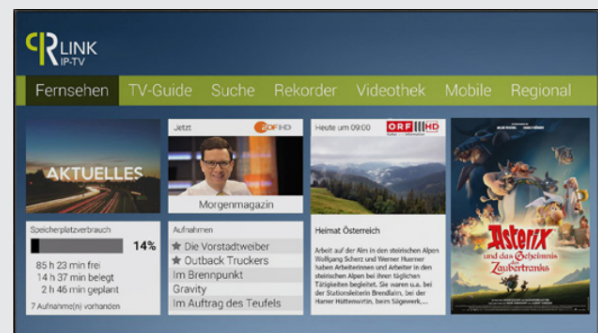 RLINK
IP-TV
Fernsehen TV-Guide Suche Rekorder Videothek Mobile Regional
AKTUELLES
Jetzt ZDF HD
Morgenmagazin
Heute um 09:00 ORF III HD
Heimat Österreich
Arbeit auf der Alm in den steirischen Alpen
Wolfgang Scherz und Werner Huemer
haben Arbeiterinnen und Arbeiter in den
steirischen Alpen bei ihrer täglichen
Tätigkeiten begleitet. Sie waren u.a. bei
der Stationsleiterin Brendlalm, bei der
Harrer Hüttenwirtin, beim Sägewerk,...
Speicherplatzverbrauch
14%
85 h 23 min frei
14 h 37 min belegt
2 h 46 min geplant
7 Aufnahme(n) vorhanden
Aufnahmen
★ Die Vorstadtweiber
★ Outback Truckers
Im Brennpunkt
Gravity
Im Auftrag des Teufels
Asterix
und das Geheimnis
des
Zaubertranks